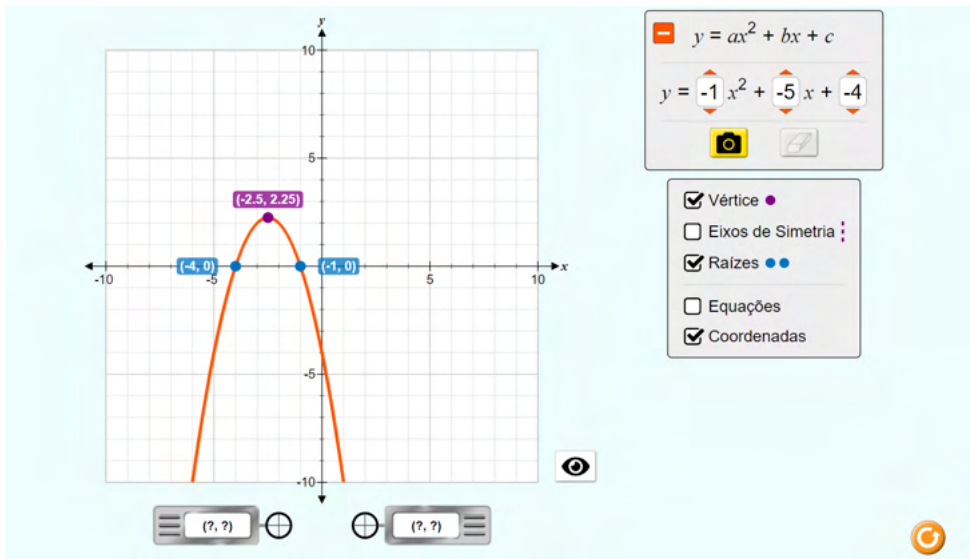 y
10
5
-5
-10
-10
-5
5
10
x
(-2.5, 2.25)
(-4, 0)
(-1, 0)
(?, ?)
(?, ?)
y = ax² + bx + c
y = -1 x² + -5 x + -4
Vértice
Eixos de Simetria
Raízes
Equações
Coordenadas